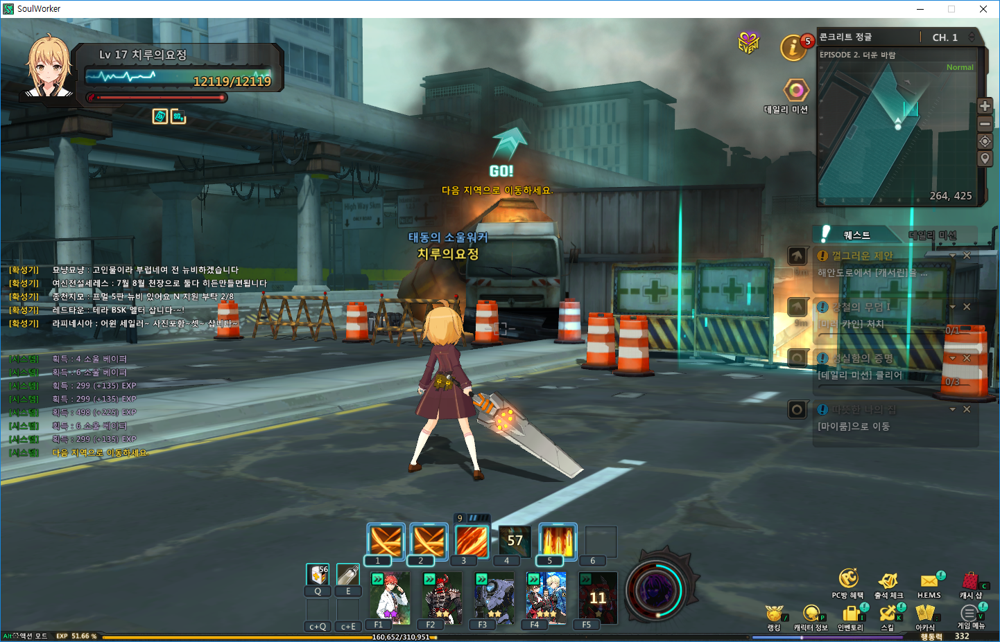 SoulWorker
Lv 17 치루의요정
12119/12119
EVENT
5
데일리 미션
콘크리트 정글
CH. 1
EPISODE 2. 더운 바람
Normal
264, 425
GO!
다음 지역으로 이동하세요.
High Way 5km
태동의 소울워커
치루의요정
퀘스트
데일리 미션
껄그러운 제안
해안도로에서 [캐서린]을 ...
강철의 무덤 I
9m
[미러 카인] 처치
0/1
성실함의 증명
[데일리 미션] 클리어
0/3
따뜻한 나의 집
[마이룸]으로 이동
[확성기] 묘냥묘냥 : 고인물이라 부럽네여 전 뉴비하겠습니다
[확성기] 여신전설세레스 : 7월 8월 천장으로 둘다 히든만들면됩니다
[확성기] 종천지모 : 프멀 5판 뉴비 있어요 N 지원 부탁 2/8
[확성기] 레드타운 : 테라 BSK 멜터 삽니다-~!
[확성기] 라피네시아 : 어윈 세일러~ 사진포함~셋~ 삽니다~
[시스템] 획득 : 4 소울 베이퍼
[시스템] 획득 : 6 소울 베이퍼
[시스템] 획득 : 299 (+135) EXP
[시스템] 획득 : 299 (+135) EXP
[시스템] 획득 : 498 (+225) EXP
[시스템] 획득 : 6 소울 베이퍼
[시스템] 획득 : 299 (+135) EXP
[시스템] 다음 지역으로 이동하세요.
9
57
1 2 3 4 5 6
56
Q E
11
c+Q c+E F1 F2 F3 F4 F5
PC
PC방 혜택 출석 체크 H.E.M.S 캐시 샵
C
랭킹 캐릭터 정보 인벤토리 스킬 아카식 게임 메뉴
P I K V
Alt 액션 모드 EXP 51.66 %
160,652/310,951
행동력 332